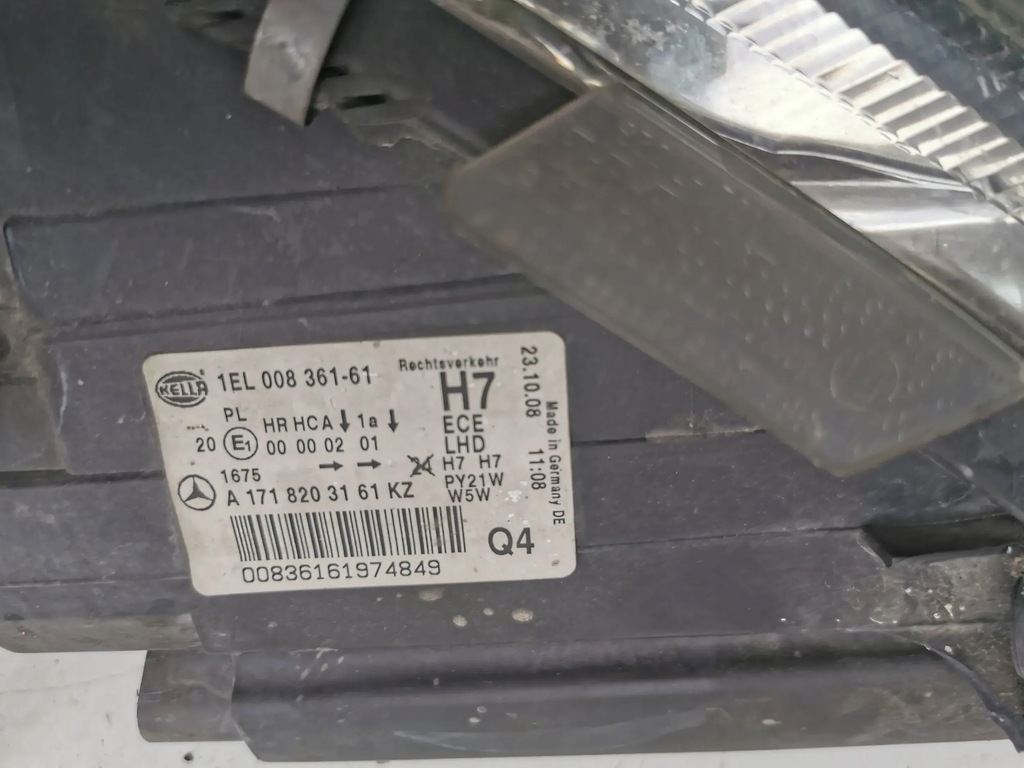 HELLA® 1EL 008 361-61
Rechtsverkehr
H7
PL
HR HCA ↓ 1a ↓
ECE
20 E1 00 00 02 01
LHD
1675 → → 24
H7 H7
A 171 820 31 61 KZ
PY21W
W5W
Q4
00836161974849
23.10.08 11:08
Made in Germany DE